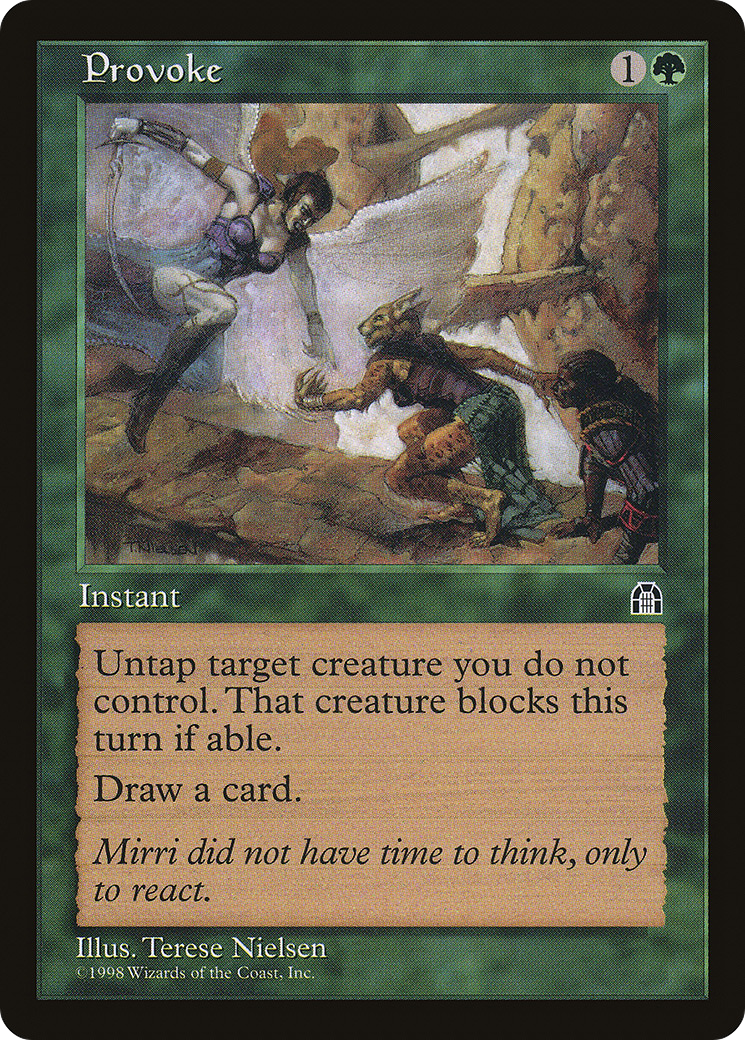 Provoke
1
T. Nielsen
Instant
Untap target creature you do not
control. That creature blocks this
turn if able.
Draw a card.
Mirri did not have time to think, only
to react.
Illus. Terese Nielsen
©1998 Wizards of the Coast, Inc.